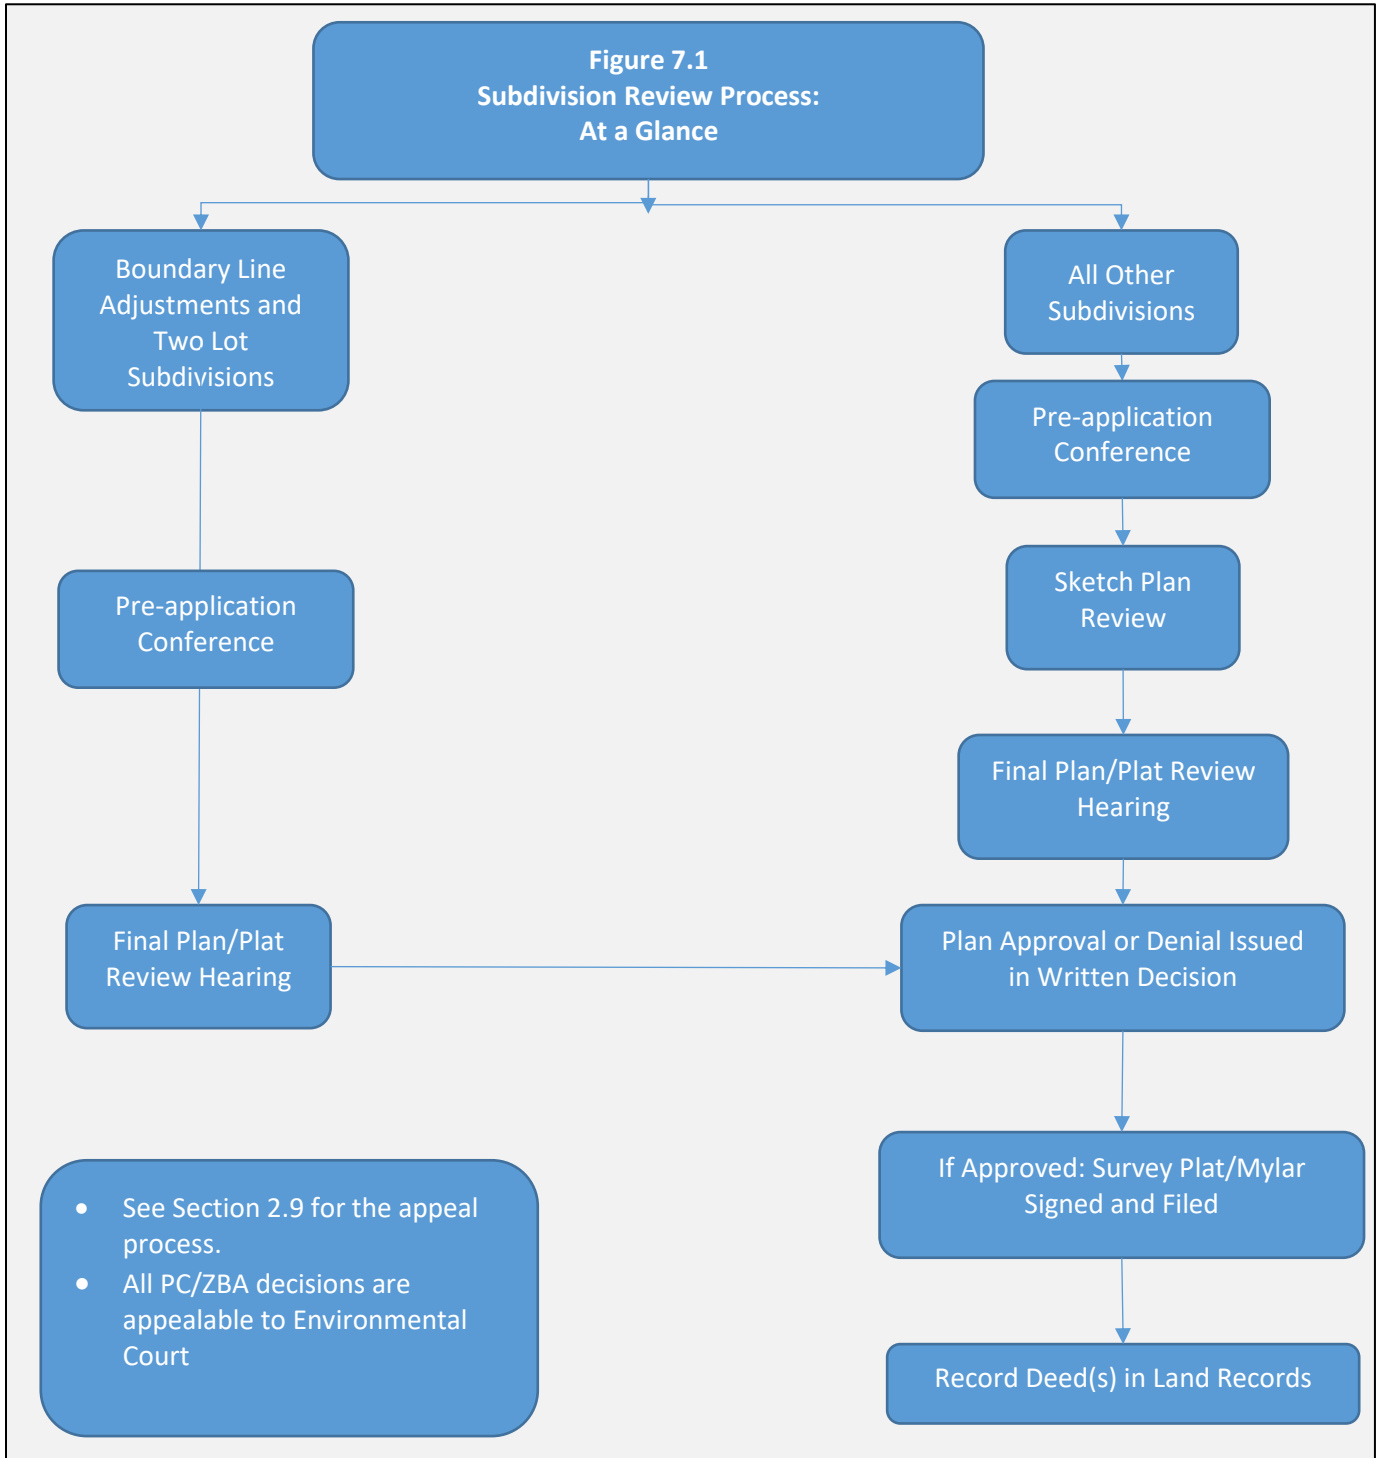 Figure 7.1
Subdivision Review Process:
At a Glance
Boundary Line
Adjustments and
Two Lot
Subdivisions
Pre-application
Conference
Final Plan/Plat
Review Hearing
All Other
Subdivisions
Pre-application
Conference
Sketch Plan
Review
Final Plan/Plat Review
Hearing
Plan Approval or Denial Issued
in Written Decision
If Approved: Survey Plat/Mylar
Signed and Filed
Record Deed(s) in Land Records
• See Section 2.9 for the appeal
process.
• All PC/ZBA decisions are
appealable to Environmental
Court